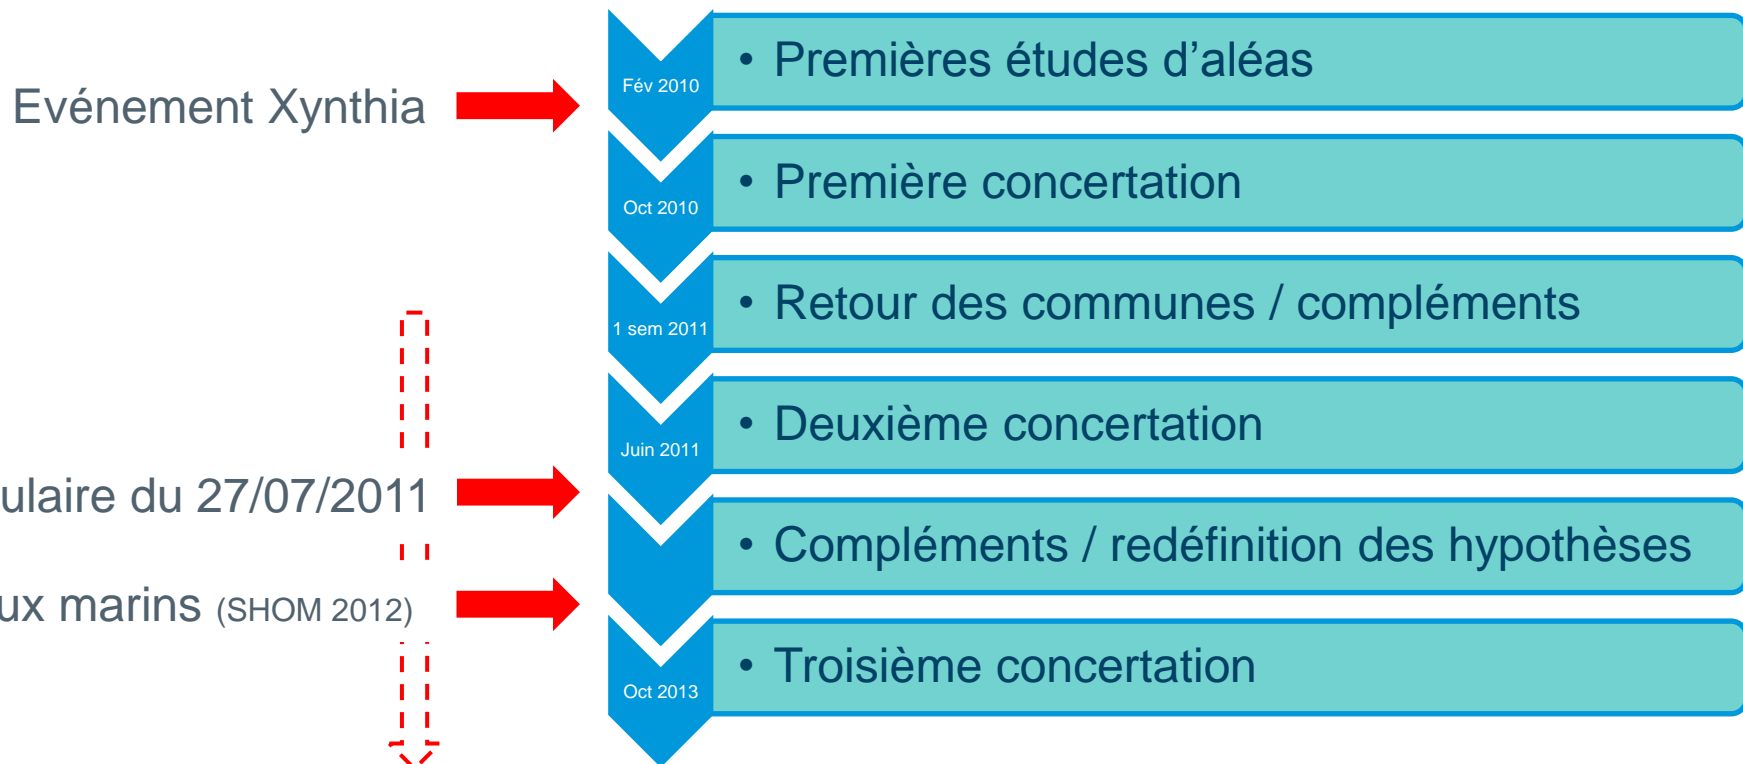 Evénement Xynthia
Fév 2010
• Premières études d’aléas
Oct 2010
• Première concertation
1 sem 2011
• Retour des communes / compléments
Juin 2011
• Deuxième concertation
ulaire du 27/07/2011
• Compléments / redéfinition des hypothèses
ux marins (SHOM 2012)
Oct 2013
• Troisième concertation